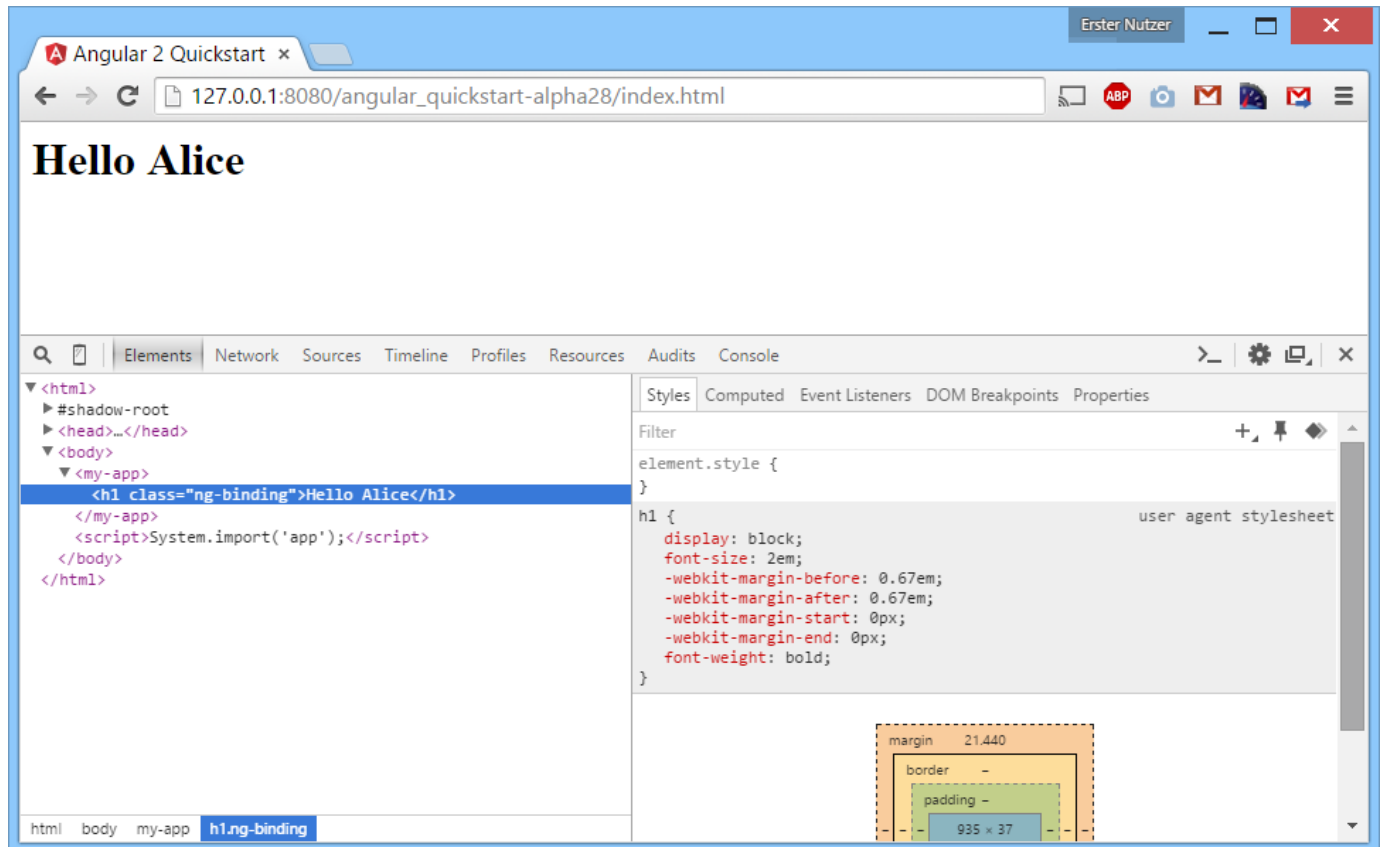 Erster Nutzer
Angular 2 Quickstart ×
127.0.0.1:8080/angular_quickstart-alpha28/index.html
ABP
Hello Alice
Elements Network Sources Timeline Profiles Resources Audits Console
<html>
#shadow-root
<head>…</head>
<body>
<my-app>
<h1 class="ng-binding">Hello Alice</h1>
</my-app>
<script>System.import('app');</script>
</body>
</html>
html body my-app h1.ng-binding
Styles Computed Event Listeners DOM Breakpoints Properties
Filter
element.style {
}
h1 { user agent stylesheet
display: block;
font-size: 2em;
-webkit-margin-before: 0.67em;
-webkit-margin-after: 0.67em;
-webkit-margin-start: 0px;
-webkit-margin-end: 0px;
font-weight: bold;
}
margin 21.440
border –
padding –
– – – 935 × 37 – – –